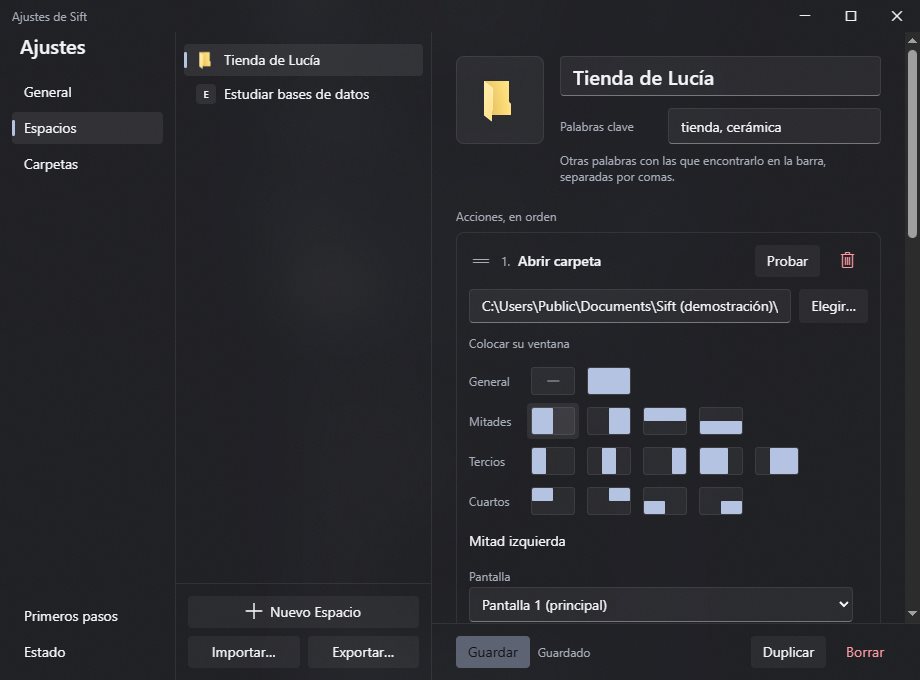 Ajustes de Sift
Ajustes
General
Espacios
Carpetas
Primeros pasos
Estado
Tienda de Lucía
E Estudiar bases de datos
Nuevo Espacio
Importar...
Exportar...
Tienda de Lucía
Palabras clave
tienda, cerámica
Otras palabras con las que encontrarlo en la barra,
separadas por comas.
Acciones, en orden
1. Abrir carpeta
Probar
C:\Users\Public\Documents\Sift (demostración)\
Elegir...
Colocar su ventana
General
Mitades
Tercios
Cuartos
Mitad izquierda
Pantalla
Pantalla 1 (principal)
Guardar
Guardado
Duplicar
Borrar